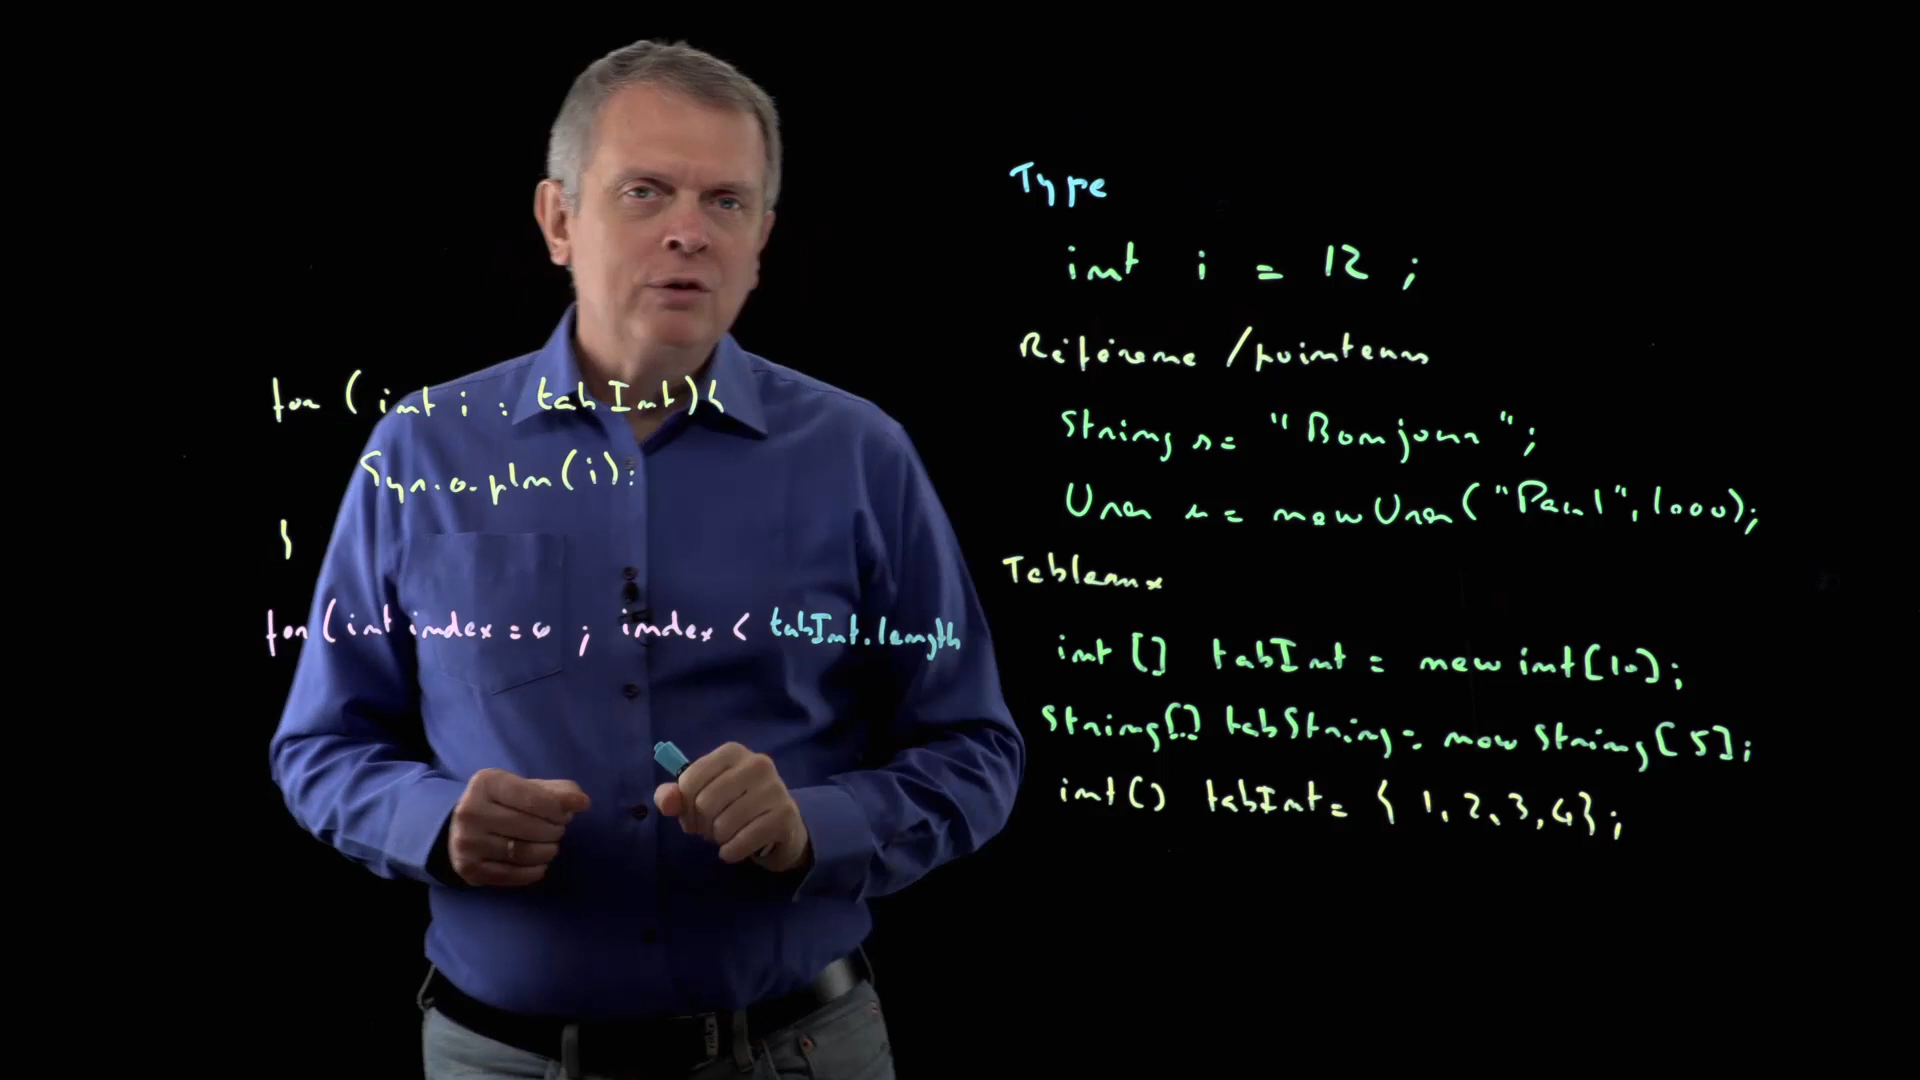 for (int i : tabInt){
Sys.o.pln(i);
}
for (int index = 0 ; index < tabInt.length
Type
int i = 12 ;
Référence / pointeurs
String s = "Bonjour";
User u = new User("Paul", 1000);
Tableaux
int [] tabInt = new int[10];
String[] tabString = new String[5];
int[] tabInt = { 1, 2, 3, 4};